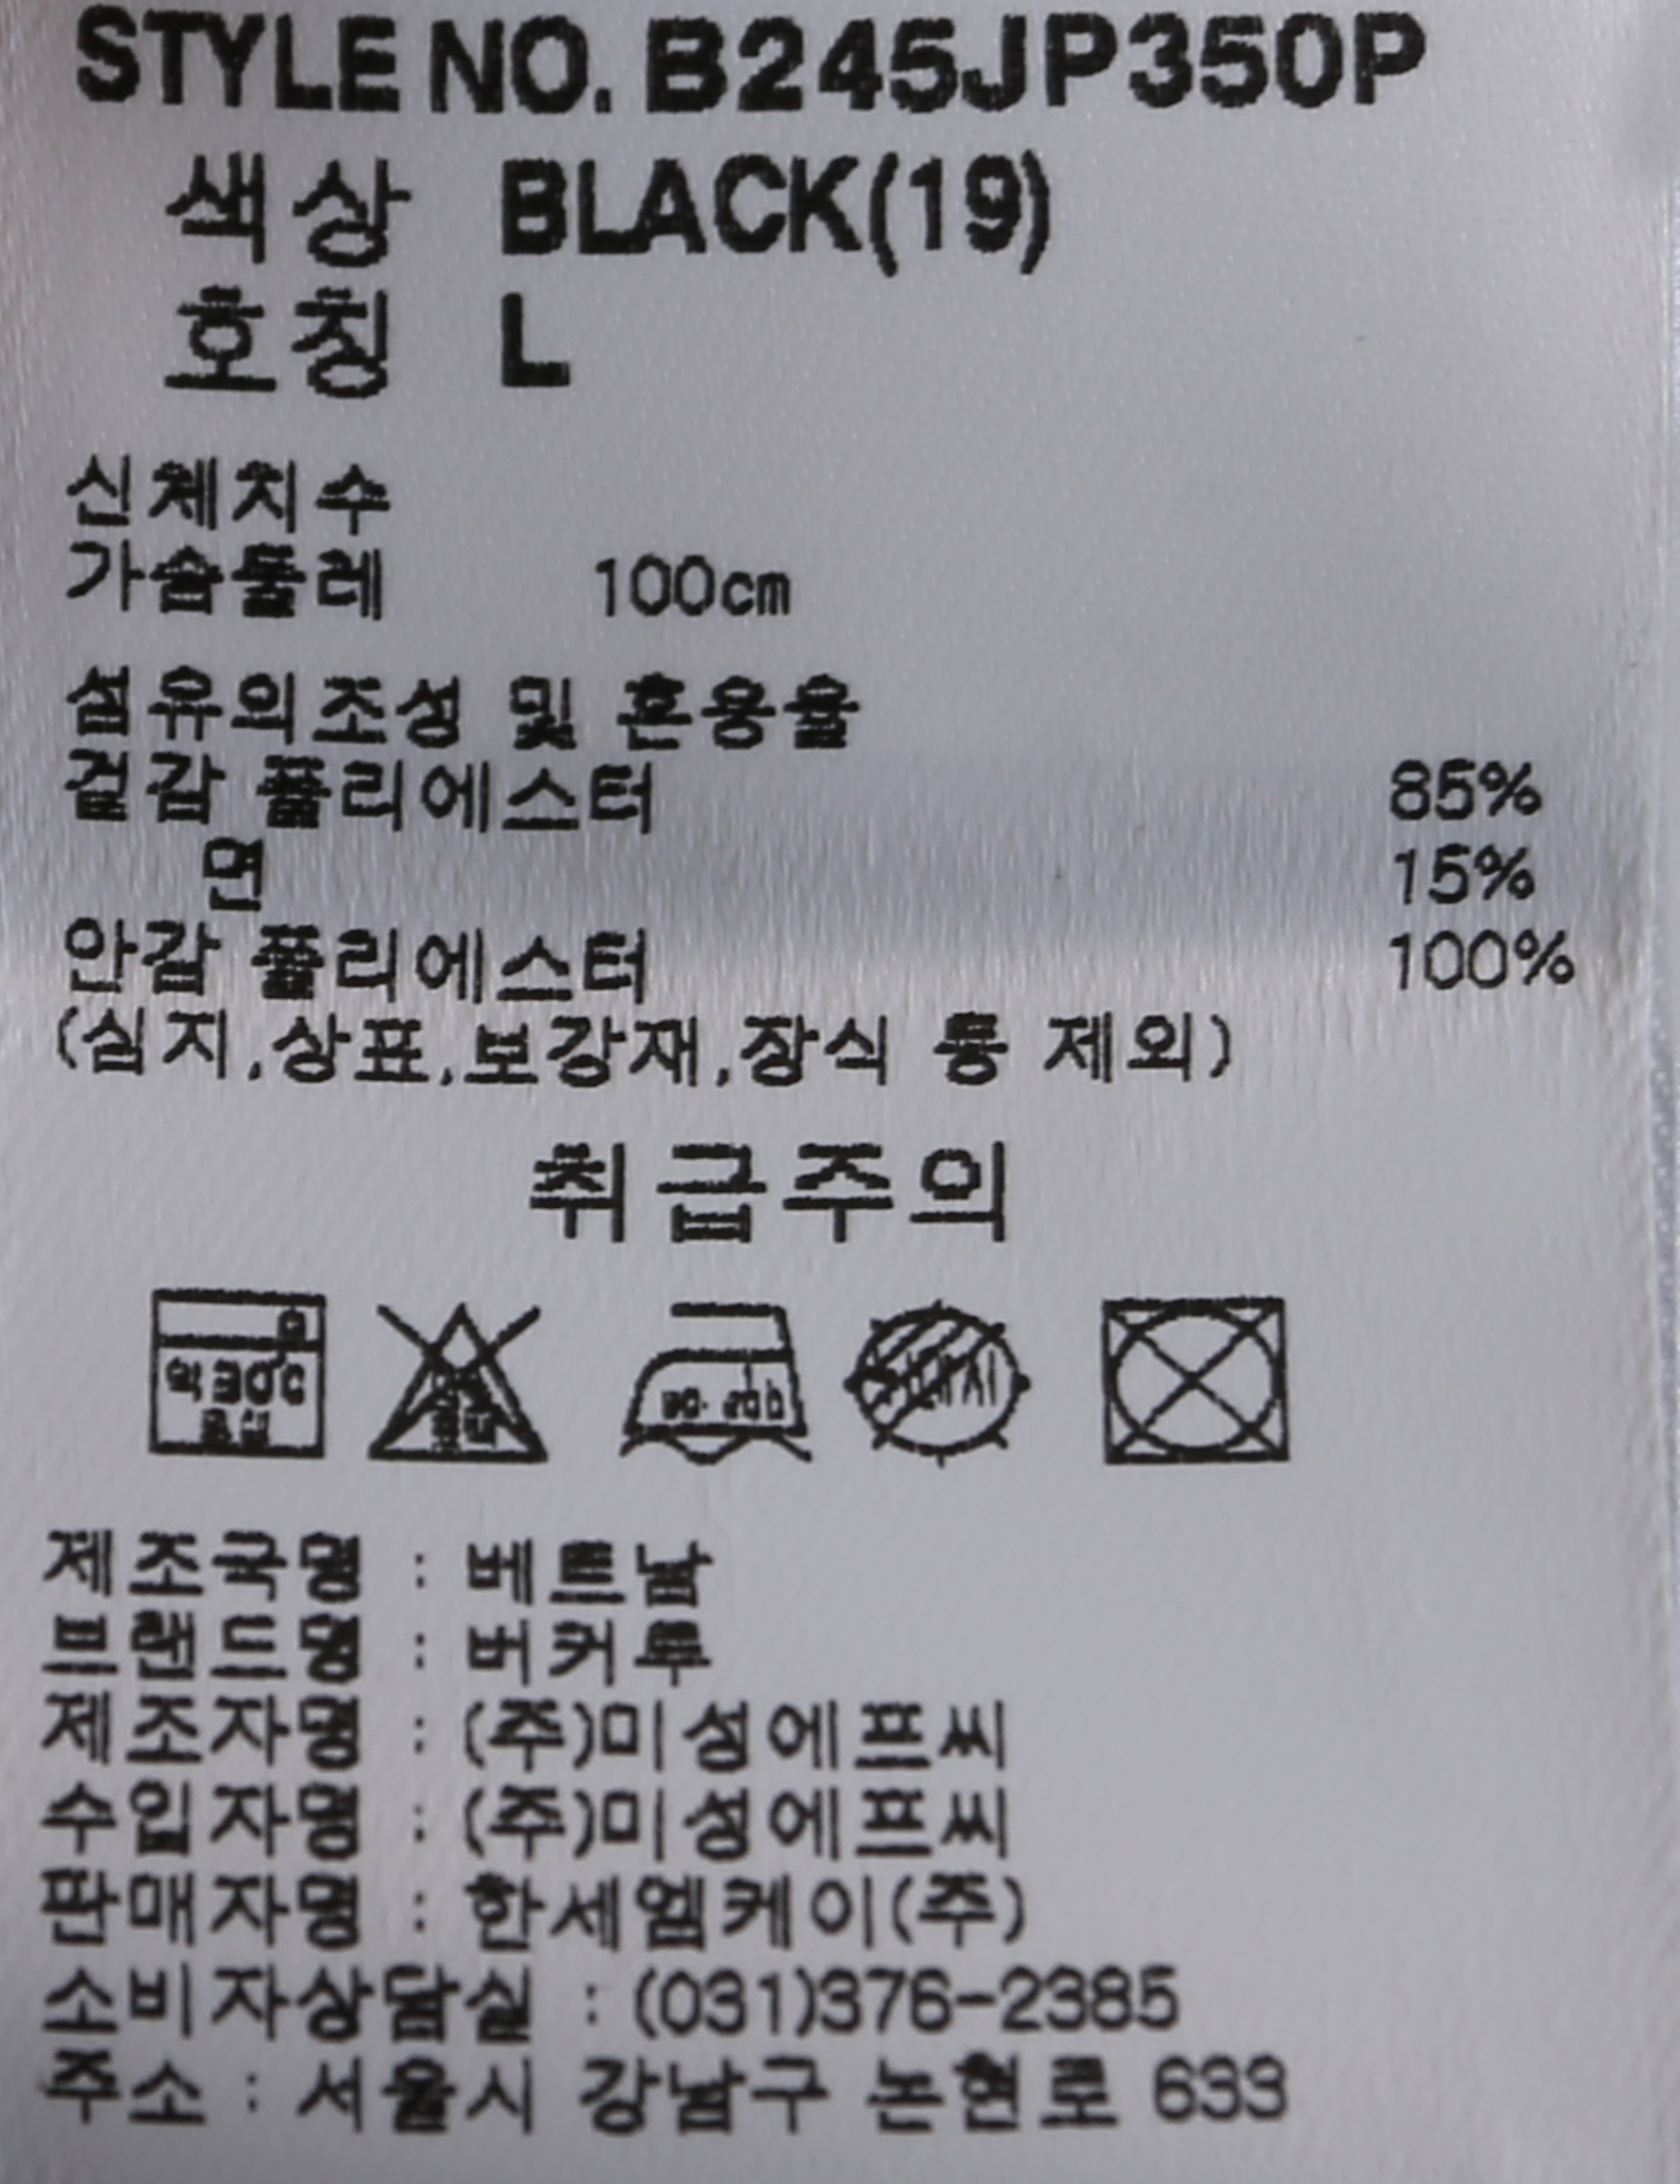 STYLE NO. B245JP350P
색상 BLACK(19)
호칭 L
신체치수
가슴둘레 100cm
섬유의조성 및 혼용율
겉감 폴리에스터 85%
면 15%
안감 폴리에스터 100%
(심지,상표,보강재,장식 등 제외)
취급주의
약30℃
중성
제조국명 : 베트남
브랜드명 : 버커루
제조자명 : (주)미성에프씨
수입자명 : (주)미성에프씨
판매자명 : 한세엠케이(주)
소비자상담실 : (031)376-2385
주소 : 서울시 강남구 논현로 633